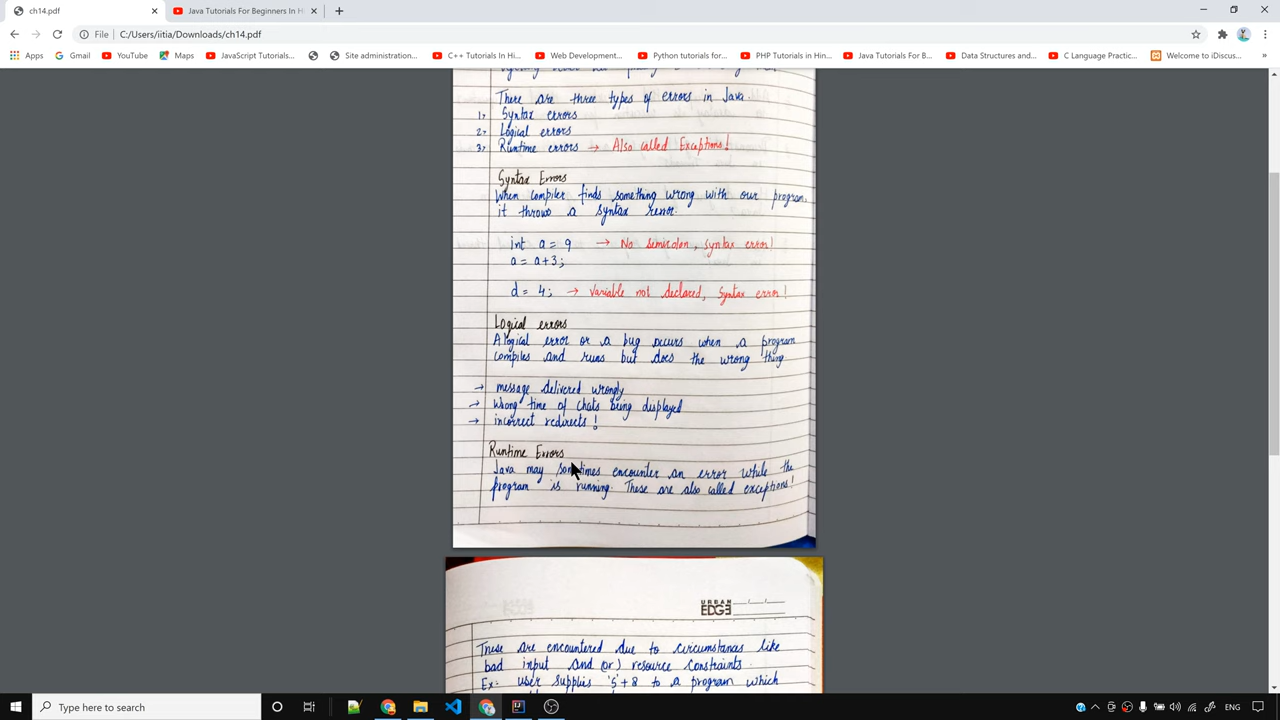 ch14.pdf
Java Tutorials For Beginners In H
File
C:/Users/iitia/Downloads/ch14.pdf
Apps
Gmail
YouTube
Maps
JavaScript Tutorials...
Site administration...
C++ Tutorials In Hi...
Web Development...
Python tutorials for...
PHP Tutorials in Hin...
Java Tutorials For B...
Data Structures and...
C Language Practic...
Welcome to iDiscus...
There are three types of errors in Java.
1, Syntax errors
2, Logical errors
3, Runtime errors → Also called Exceptions!
Syntax Errors
When compiler finds something wrong with our program,
it throws a syntax
int a = 9 → No semicolon, Syntax error!
a = a+3;
d = 4; → Variable not declared, Syntax error!
Logical errors
A logical error or a bug occurs when a program
compiles and runs but does the wrong thing
→ message delivered wrongly
→ Wrong time of chats being displayed
→ incorrect redirects!
Runtime Errors
Java may sometimes encounter an error while the
program is running. These are also called exceptions!
URBAN
EDGE
These are encountered due to circumstances like
bad input and (or) resource constraints.
Ex: user supplies 'S'+8 to a program which
Type here to search
ENG